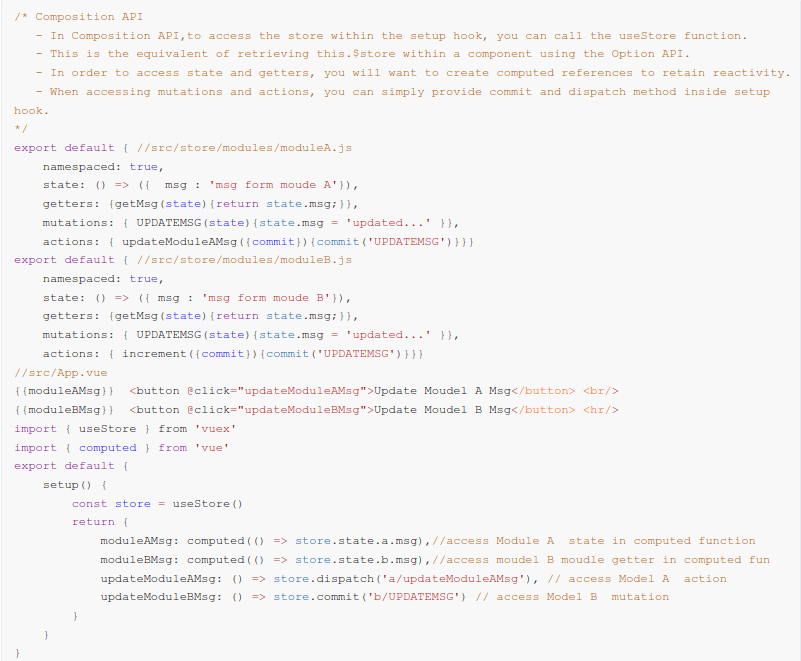 /* Composition API
   - In Composition API,to access the store within the setup hook, you can call the useStore function.
   - This is the equivalent of retrieving this.$store within a component using the Option API.
   - In order to access state and getters, you will want to create computed references to retain reactivity.
   - When accessing mutations and actions, you can simply provide commit and dispatch method inside setup
hook.
*/
export default { //src/store/modules/moduleA.js
    namespaced: true,
    state: () => ({  msg : 'msg form moude A'}),
    getters: {getMsg(state){return state.msg;}},
    mutations: { UPDATEMSG(state){state.msg = 'updated...' }},
    actions: { updateModuleAMsg({commit}){commit('UPDATEMSG')}}}
export default { //src/store/modules/moduleB.js
    namespaced: true,
    state: () => ({ msg : 'msg form moude B'}),
    getters: {getMsg(state){return state.msg;}},
    mutations: { UPDATEMSG(state){state.msg = 'updated...' }},
    actions: { increment({commit}){commit('UPDATEMSG')}}}
//src/App.vue
{{moduleAMsg}}  <button @click="updateModuleAMsg">Update Moudel A Msg</button> <br/>
{{moduleBMsg}}  <button @click="updateModuleBMsg">Update Moudel B Msg</button> <hr/>
import { useStore } from 'vuex'
import { computed } from 'vue'
export default {
    setup() {
        const store = useStore()
        return {
            moduleAMsg: computed(() => store.state.a.msg),//access Module A  state in computed function
            moduleBMsg: computed(() => store.state.b.msg),//access moudel B moudle getter in computed fun
            updateModuleAMsg: () => store.dispatch('a/updateModuleAMsg'), // access Model A  action
            updateModuleBMsg: () => store.commit('b/UPDATEMSG') // access Model B  mutation
        }
    }
}